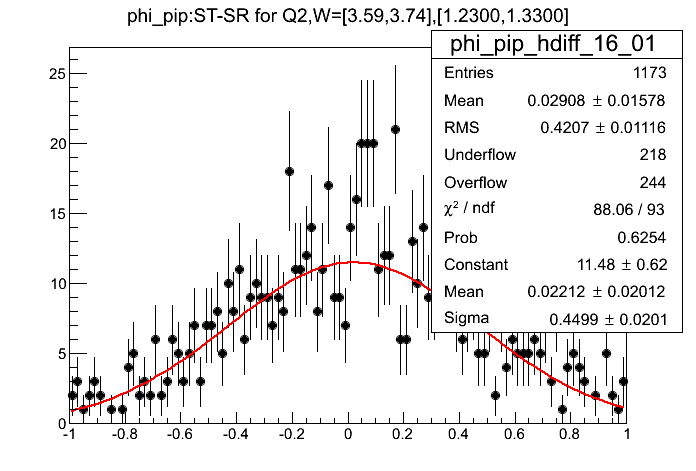 phi_pip:ST-SR for Q2,W=[3.59,3.74],[1.2300,1.3300]
phi_pip_hdiff_16_01
Entries 1173
Mean 0.02908 ± 0.01578
RMS 0.4207 ± 0.01116
Underflow 218
Overflow 244
χ² / ndf 88.06 / 93
Prob 0.6254
Constant 11.48 ± 0.62
Mean 0.02212 ± 0.02012
Sigma 0.4499 ± 0.0201
25
20
15
10
5
0
-1 -0.8 -0.6 -0.4 -0.2 0 0.2 0.4 0.6 0.8 1